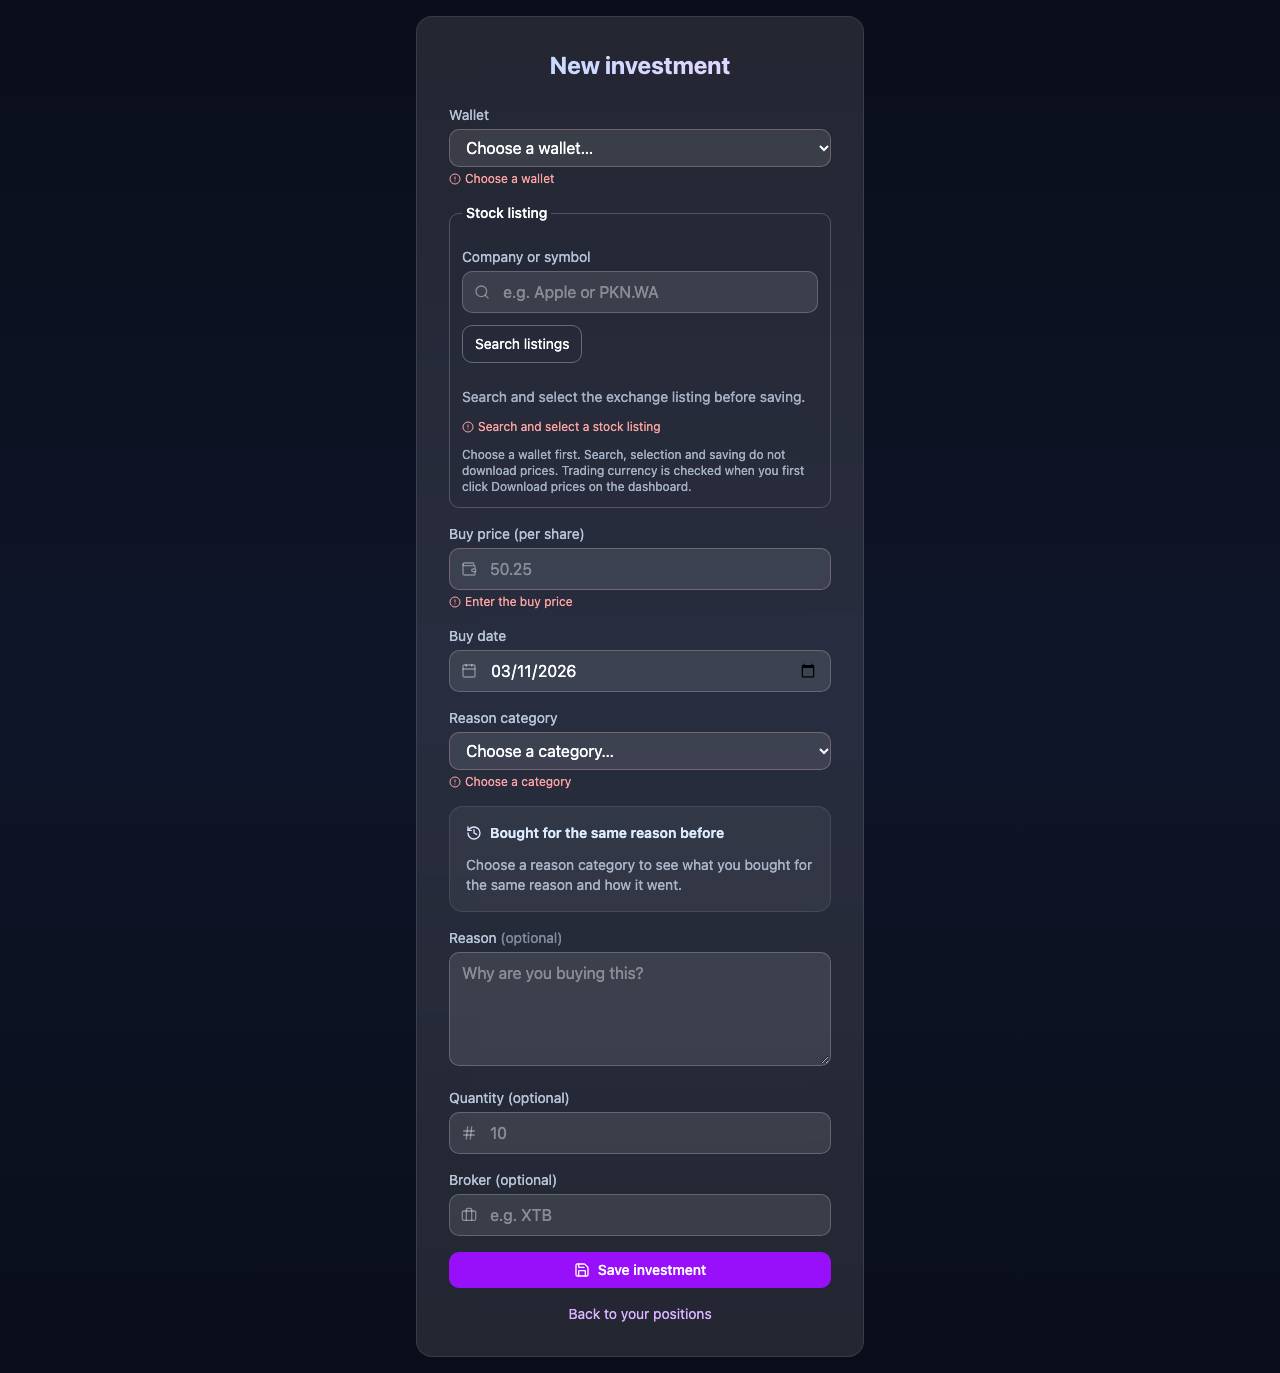 New investment
Wallet
Choose a wallet...
Choose a wallet
Stock listing
Company or symbol
e.g. Apple or PKN.WA
Search listings
Search and select the exchange listing before saving.
Search and select a stock listing
Choose a wallet first. Search, selection and saving do not
download prices. Trading currency is checked when you first
click Download prices on the dashboard.
Buy price (per share)
50.25
Enter the buy price
Buy date
03/11/2026
Reason category
Choose a category...
Choose a category
Bought for the same reason before
Choose a reason category to see what you bought for
the same reason and how it went.
Reason (optional)
Why are you buying this?
Quantity (optional)
10
Broker (optional)
e.g. XTB
Save investment
Back to your positions